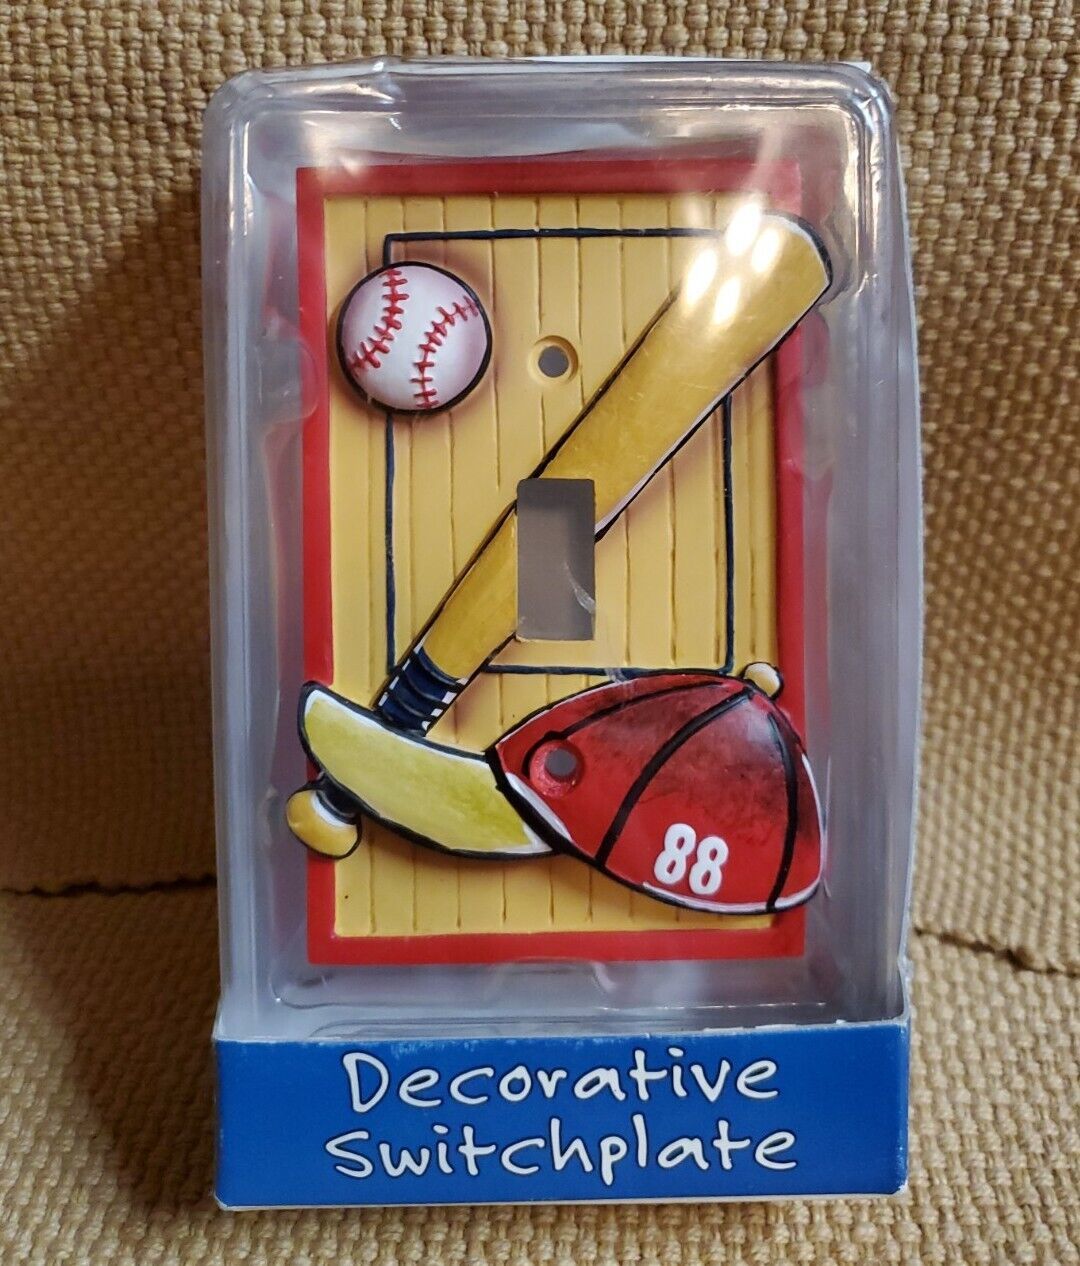 88
Decorative
Switchplate